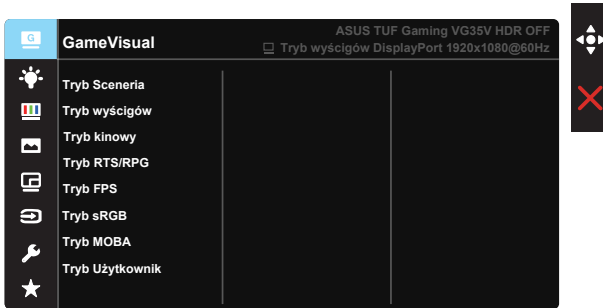 G
GameVisual
ASUS TUF Gaming VG35V HDR OFF
Tryb wyścigów DisplayPort 1920x1080@60Hz
Tryb Sceneria
Tryb wyścigów
Tryb kinowy
Tryb RTS/RPG
Tryb FPS
Tryb sRGB
Tryb MOBA
Tryb Użytkownik